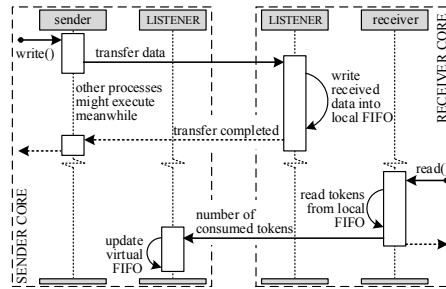 sender
LISTENER
LISTENER
receiver
write()
transfer data
RECEIVER CORE
other processes
might execute
meanwhile
write
received
data into
local FIFO
transfer completed
SENDER CORE
read()
read tokens
from local
FIFO
number of
consumed tokens
update
virtual
FIFO